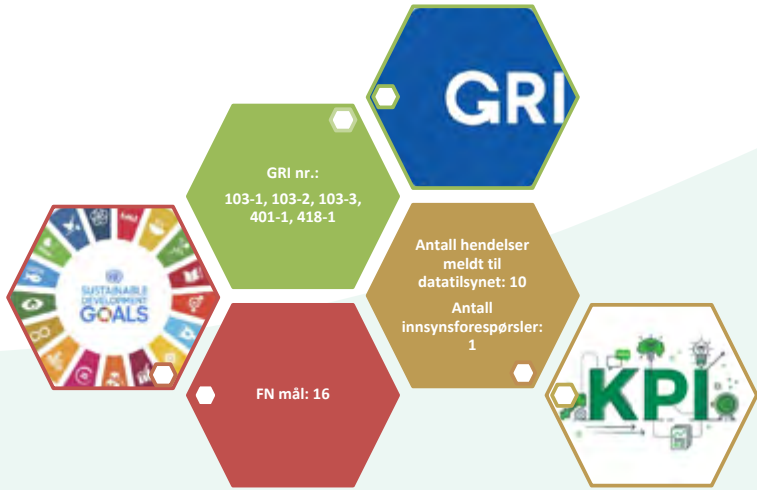 GRI
GRI nr.:
103-1, 103-2, 103-3,
401-1, 418-1
SUSTAINABLE
DEVELOPMENT
GOALS
Antall hendelser
meldt til
datatilsynet: 10
Antall
innsynsforespørsler:
1
FN mål: 16
KPI